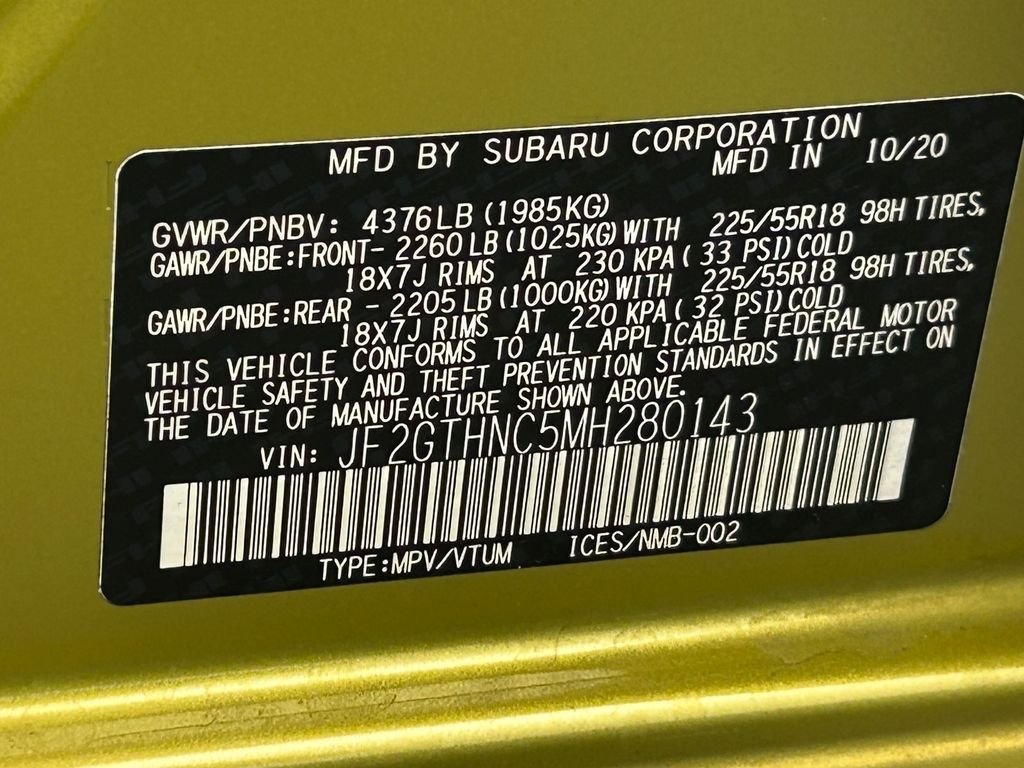 MFD BY SUBARU CORPORATION
MFD IN 10/20
GVWR/PNBV: 4376LB (1985KG)
GAWR/PNBE:FRONT- 2260LB (1025KG) WITH 225/55R18 98H TIRES,
18X7J RIMS AT 230 KPA ( 33 PSI) COLD
GAWR/PNBE:REAR - 2205LB (1000KG) WITH 225/55R18 98H TIRES,
18X7J RIMS AT 220 KPA ( 32 PSI) COLD
THIS VEHICLE CONFORMS TO ALL APPLICABLE FEDERAL MOTOR
VEHICLE SAFETY AND THEFT PREVENTION STANDARDS IN EFFECT ON
THE DATE OF MANUFACTURE SHOWN ABOVE.
VIN: JF2GTHNC5MH280143
TYPE:MPV/VTUM ICES/NMB-002